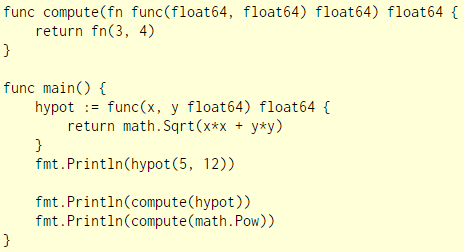 func compute(fn func(float64, float64) float64) float64 {
    return fn(3, 4)
}

func main() {
    hypot := func(x, y float64) float64 {
        return math.Sqrt(x*x + y*y)
    }
    fmt.Println(hypot(5, 12))

    fmt.Println(compute(hypot))
    fmt.Println(compute(math.Pow))
}